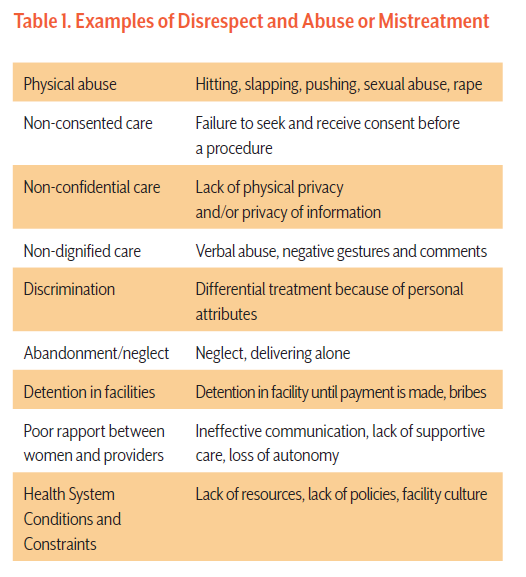 Table 1. Examples of Disrespect and Abuse or Mistreatment
Physical abuse Hitting, slapping, pushing, sexual abuse, rape
Non-consented care Failure to seek and receive consent before
a procedure
Non-confidential care Lack of physical privacy
and/or privacy of information
Non-dignified care Verbal abuse, negative gestures and comments
Discrimination Differential treatment because of personal
attributes
Abandonment/neglect Neglect, delivering alone
Detention in facilities Detention in facility until payment is made, bribes
Poor rapport between Ineffective communication, lack of supportive
women and providers care, loss of autonomy
Health System Lack of resources, lack of policies, facility culture
Conditions and
Constraints